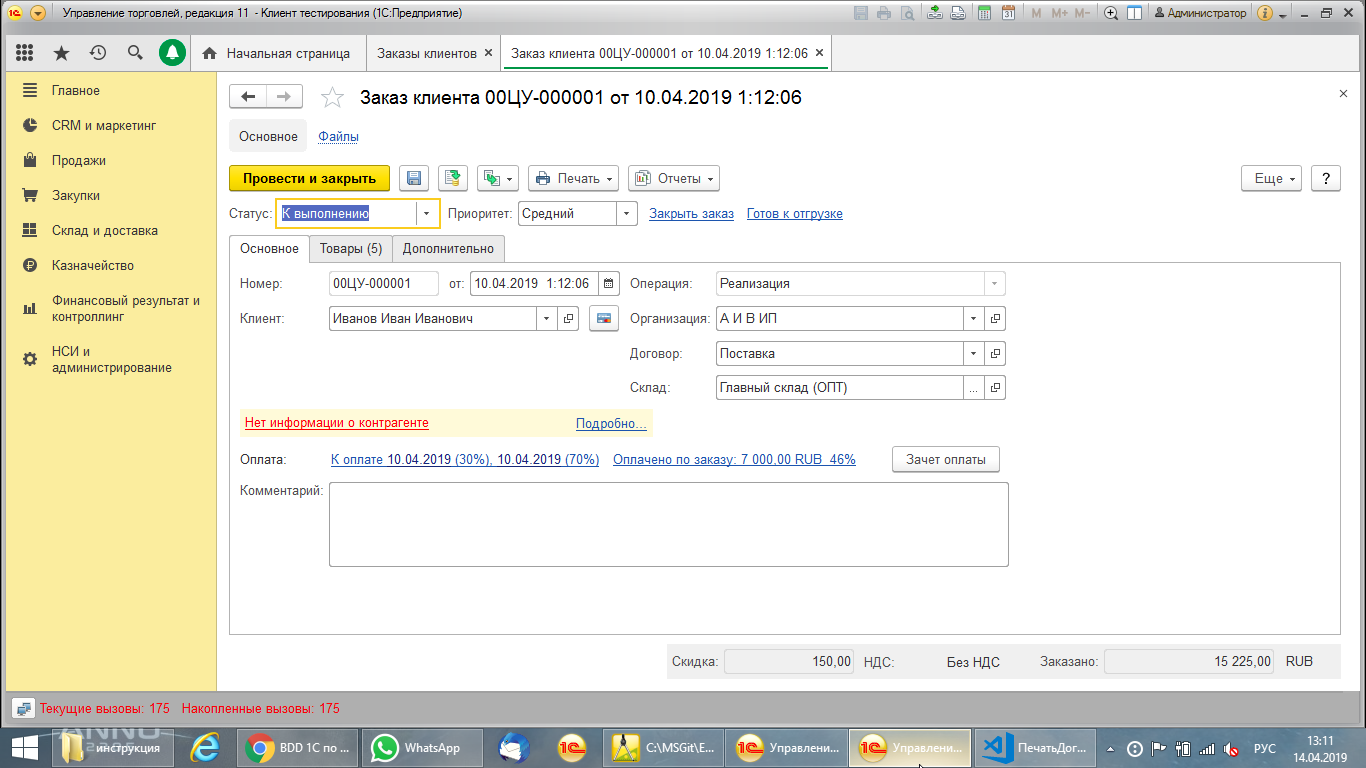 Управление торговлей, редакция 11 - Клиент тестирования (1С:Предприятие)
M M+ M- Администратор
Начальная страница Заказы клиентов Заказ клиента 00ЦУ-000001 от 10.04.2019 1:12:06
Главное
CRM и маркетинг
Продажи
Закупки
Склад и доставка
Казначейство
Финансовый результат и
контроллинг
НСИ и
администрирование
Заказ клиента 00ЦУ-000001 от 10.04.2019 1:12:06
Основное Файлы
Провести и закрыть Печать Отчеты Еще ?
Статус: К выполнению Приоритет: Средний Закрыть заказ Готов к отгрузке
Основное Товары (5) Дополнительно
Номер: 00ЦУ-000001 от: 10.04.2019 1:12:06 Операция: Реализация
Клиент: Иванов Иван Иванович Организация: А И В ИП
Договор: Поставка
Склад: Главный склад (ОПТ) ...
Нет информации о контрагенте Подробно...
Оплата: К оплате 10.04.2019 (30%), 10.04.2019 (70%) Оплачено по заказу: 7 000,00 RUB 46% Зачет оплаты
Комментарий:
Скидка: 150,00 НДС: Без НДС Заказано: 15 225,00 RUB
Текущие вызовы: 175 Накопленные вызовы: 175
инструкция BDD 1С по ... WhatsApp C:\MSGit\E... Управлени... Управлени... ПечатьДог... РУС 13:11
14.04.2019